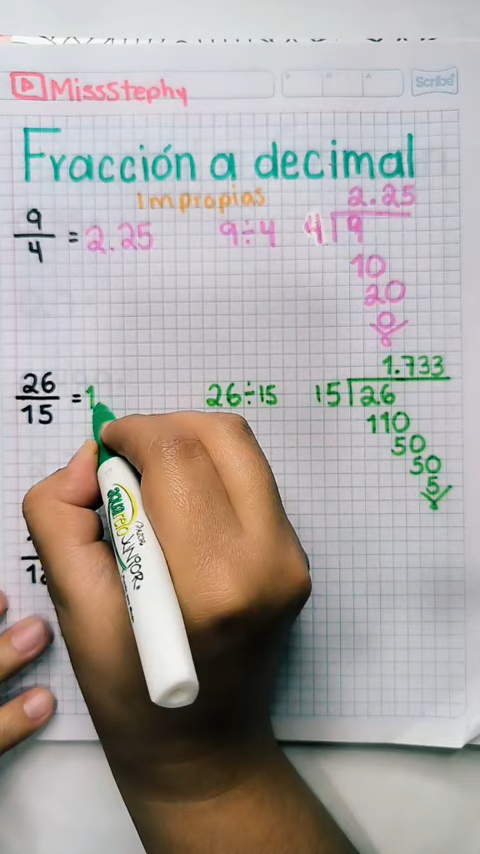 MissStephy
Scribe
Fracción a decimal
Impropias
9/4 = 2.25
9÷4
2.25
4 9
10
20
0
26/15 = 1.
26÷15
1.733
15 26
110
50
50
5